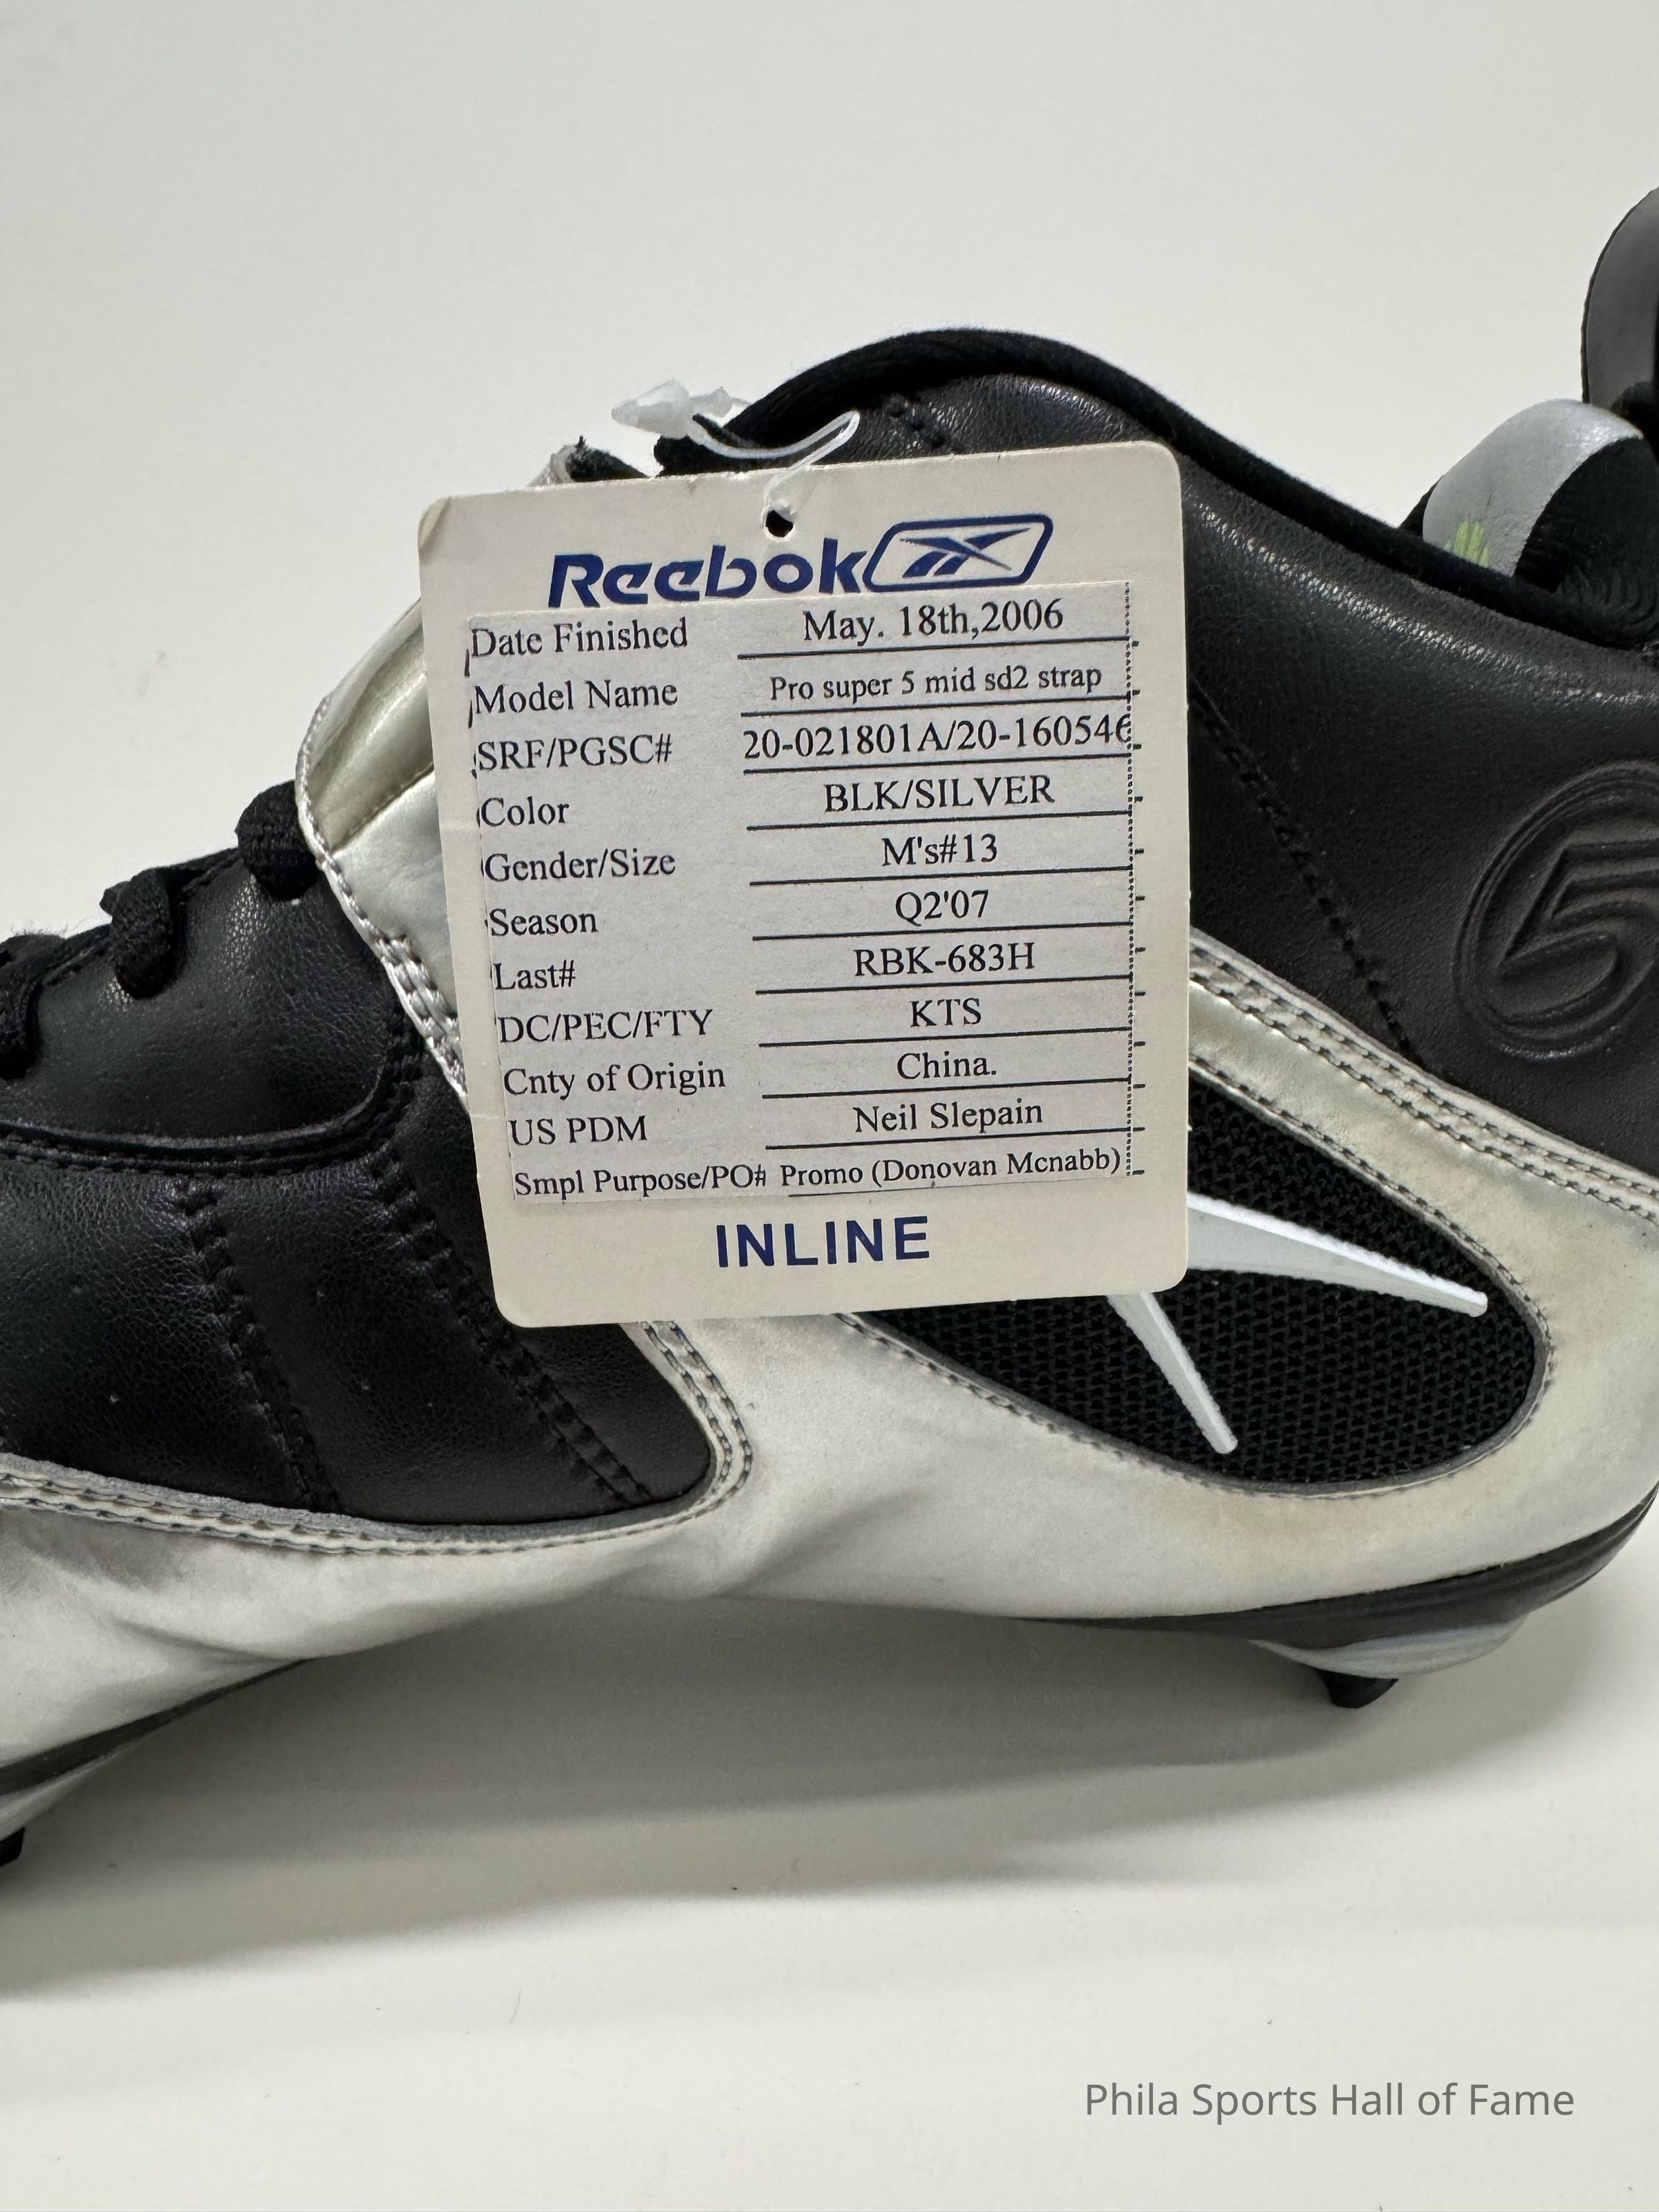 Reebok
Date Finished May. 18th,2006
Model Name Pro super 5 mid sd2 strap
SRF/PGSC# 20-021801A/20-160546
Color BLK/SILVER
Gender/Size M's#13
Season Q2'07
Last# RBK-683H
DC/PEC/FTY KTS
Cnty of Origin China.
US PDM Neil Slepain
Smpl Purpose/PO# Promo (Donovan Mcnabb)
INLINE
5
Phila Sports Hall of Fame